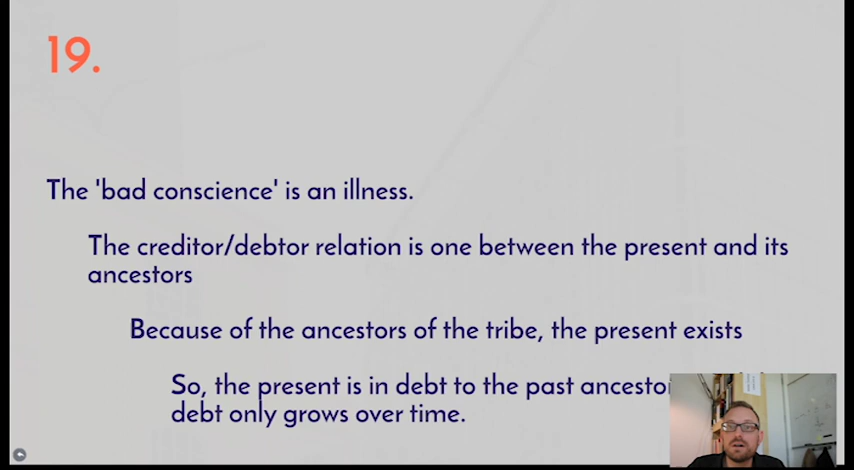 19.
The 'bad conscience' is an illness.
The creditor/debtor relation is one between the present and its
ancestors
Because of the ancestors of the tribe, the present exists
So, the present is in debt to the past
debt only grows over time.